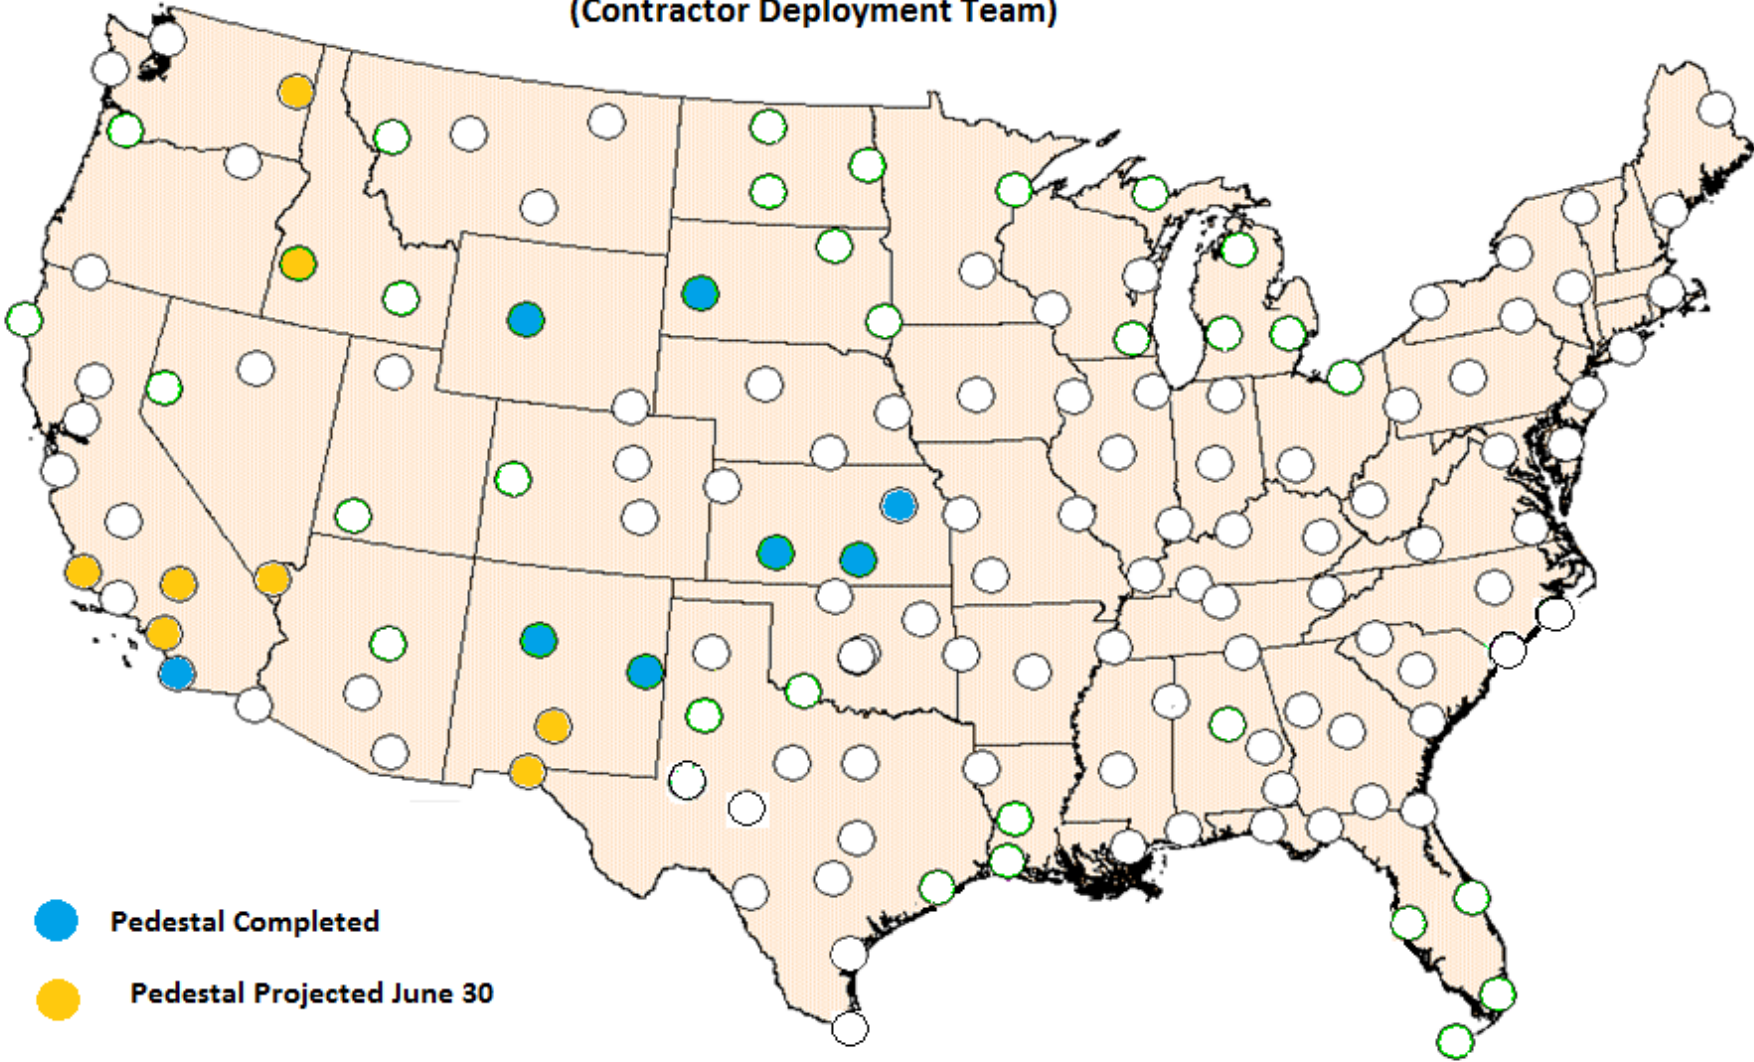 (Contractor Deployment Team)
Pedestal Completed
Pedestal Projected June 30